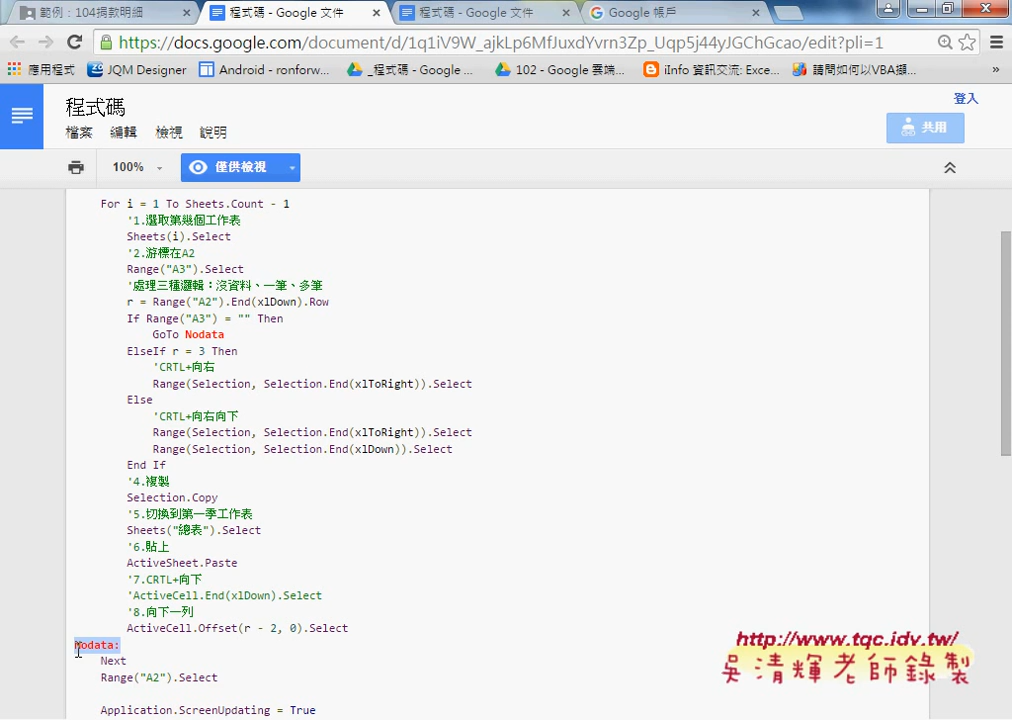 範例：104捐款明細
程式碼 - Google 文件
程式碼 - Google 文件
Google 帳戶
https://docs.google.com/document/d/1q1iV9W_ajkLp6MfJuxdYvrn3Zp_Uqp5j44yJGChGcao/edit?pli=1
應用程式
JQM Designer
Android - ronforw...
_程式碼 - Google ...
102 - Google 雲端...
iInfo 資訊交流: Exce...
請問如何以VBA擷...
»
程式碼
登入
檔案 編輯 檢視 說明
共用
100%
僅供檢視
For i = 1 To Sheets.Count - 1
'1.選取第幾個工作表
Sheets(i).Select
'2.游標在A2
Range("A3").Select
'處理三種邏輯：沒資料、一筆、多筆
r = Range("A2").End(xlDown).Row
If Range("A3") = "" Then
GoTo Nodata
ElseIf r = 3 Then
'CRTL+向右
Range(Selection, Selection.End(xlToRight)).Select
Else
'CRTL+向右向下
Range(Selection, Selection.End(xlToRight)).Select
Range(Selection, Selection.End(xlDown)).Select
End If
'4.複製
Selection.Copy
'5.切換到第一季工作表
Sheets("總表").Select
'6.貼上
ActiveSheet.Paste
'7.CRTL+向下
'ActiveCell.End(xlDown).Select
'8.向下一列
ActiveCell.Offset(r - 2, 0).Select
Nodata:
Next
Range("A2").Select
Application.ScreenUpdating = True
http://www.tqc.idv.tw/
吳清輝老師錄製